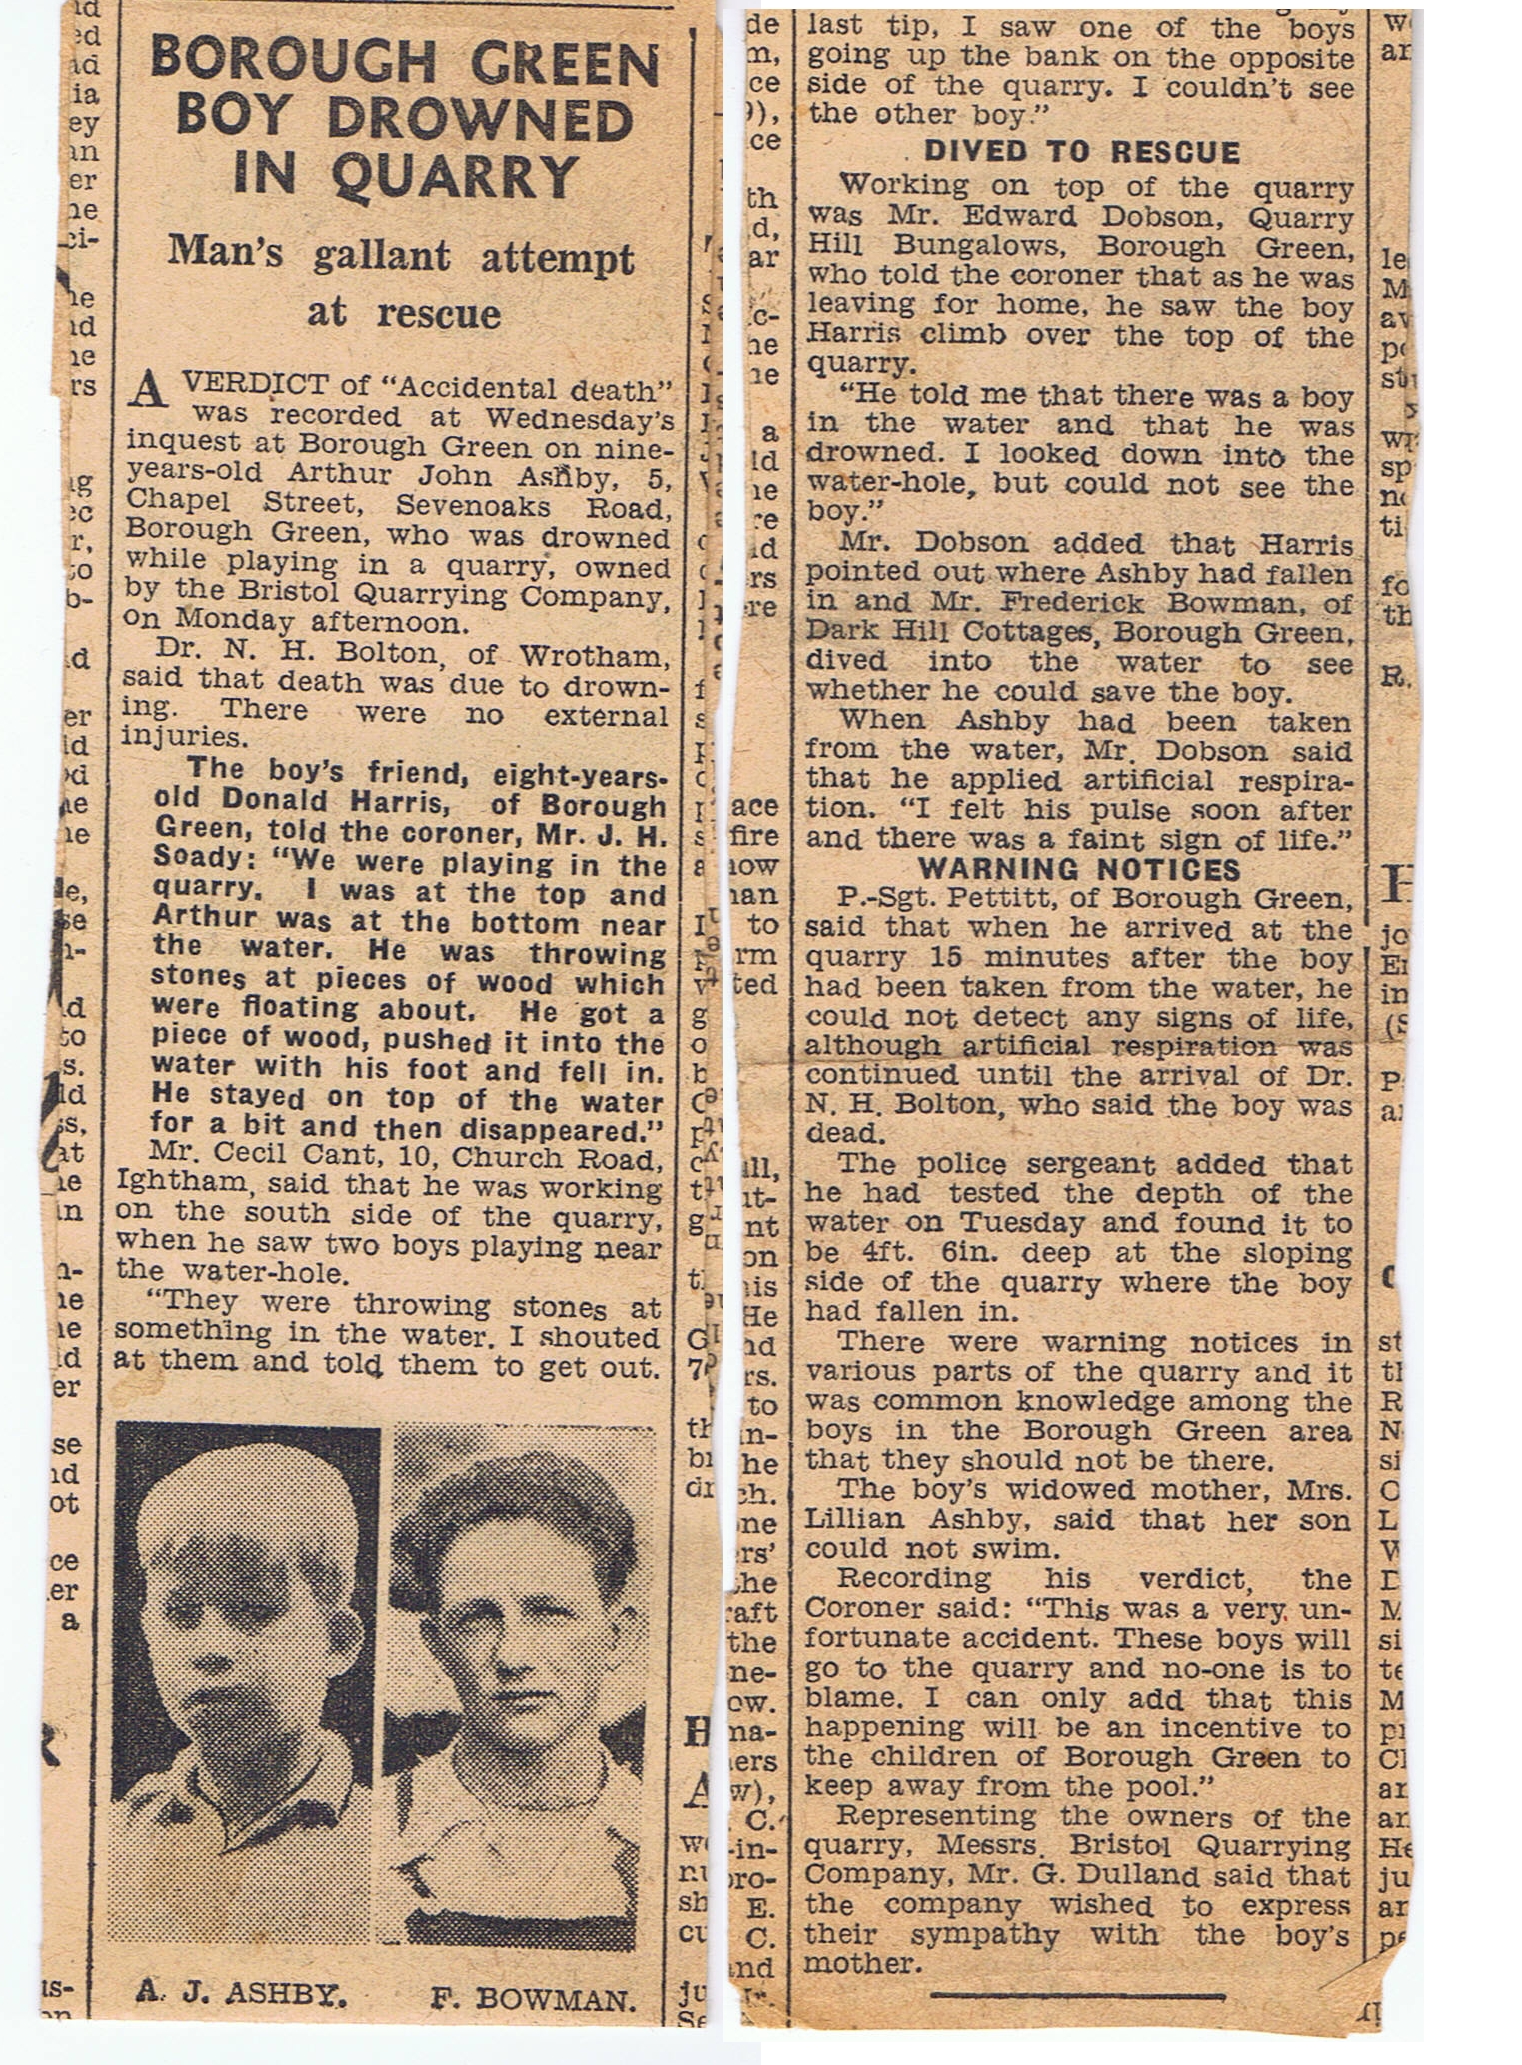 BOROUGH GREEN
BOY DROWNED
IN QUARRY
Man's gallant attempt
at rescue
A VERDICT of "Accidental death"
was recorded at Wednesday's
inquest at Borough Green on nine-
years-old Arthur John Ashby, 5,
Chapel Street, Sevenoaks Road,
Borough Green, who was drowned
while playing in a quarry, owned
by the Bristol Quarrying Company,
on Monday afternoon.
Dr. N. H. Bolton, of Wrotham,
said that death was due to drown-
ing. There were no external
injuries.
The boy's friend, eight-years-
old Donald Harris, of Borough
Green, told the coroner, Mr. J. H.
Soady: "We were playing in the
quarry. I was at the top and
Arthur was at the bottom near
the water. He was throwing
stones at pieces of wood which
were floating about. He got a
piece of wood, pushed it into the
water with his foot and fell in.
He stayed on top of the water
for a bit and then disappeared."
Mr. Cecil Cant, 10, Church Road,
Ightham, said that he was working
on the south side of the quarry,
when he saw two boys playing near
the water-hole.
"They were throwing stones at
something in the water. I shouted
at them and told them to get out.
A. J. ASHBY. F. BOWMAN.
last tip, I saw one of the boys
going up the bank on the opposite
side of the quarry. I couldn't see
the other boy."
DIVED TO RESCUE
Working on top of the quarry
was Mr. Edward Dobson, Quarry
Hill Bungalows, Borough Green,
who told the coroner that as he was
leaving for home, he saw the boy
Harris climb over the top of the
quarry.
"He told me that there was a boy
in the water and that he was
drowned. I looked down into the
water-hole, but could not see the
boy."
Mr. Dobson added that Harris
pointed out where Ashby had fallen
in and Mr. Frederick Bowman, of
Dark Hill Cottages, Borough Green,
dived into the water to see
whether he could save the boy.
When Ashby had been taken
from the water, Mr. Dobson said
that he applied artificial respira-
tion. "I felt his pulse soon after
and there was a faint sign of life."
WARNING NOTICES
P.-Sgt. Pettitt, of Borough Green,
said that when he arrived at the
quarry 15 minutes after the boy
had been taken from the water, he
could not detect any signs of life,
although artificial respiration was
continued until the arrival of Dr.
N. H. Bolton, who said the boy was
dead.
The police sergeant added that
he had tested the depth of the
water on Tuesday and found it to
be 4ft. 6in. deep at the sloping
side of the quarry where the boy
had fallen in.
There were warning notices in
various parts of the quarry and it
was common knowledge among the
boys in the Borough Green area
that they should not be there.
The boy's widowed mother, Mrs.
Lillian Ashby, said that her son
could not swim.
Recording his verdict, the
Coroner said: "This was a very un-
fortunate accident. These boys will
go to the quarry and no-one is to
blame. I can only add that this
happening will be an incentive to
the children of Borough Green to
keep away from the pool."
Representing the owners of the
quarry, Messrs. Bristol Quarrying
Company, Mr. G. Dulland said that
the company wished to express
their sympathy with the boy's
mother.